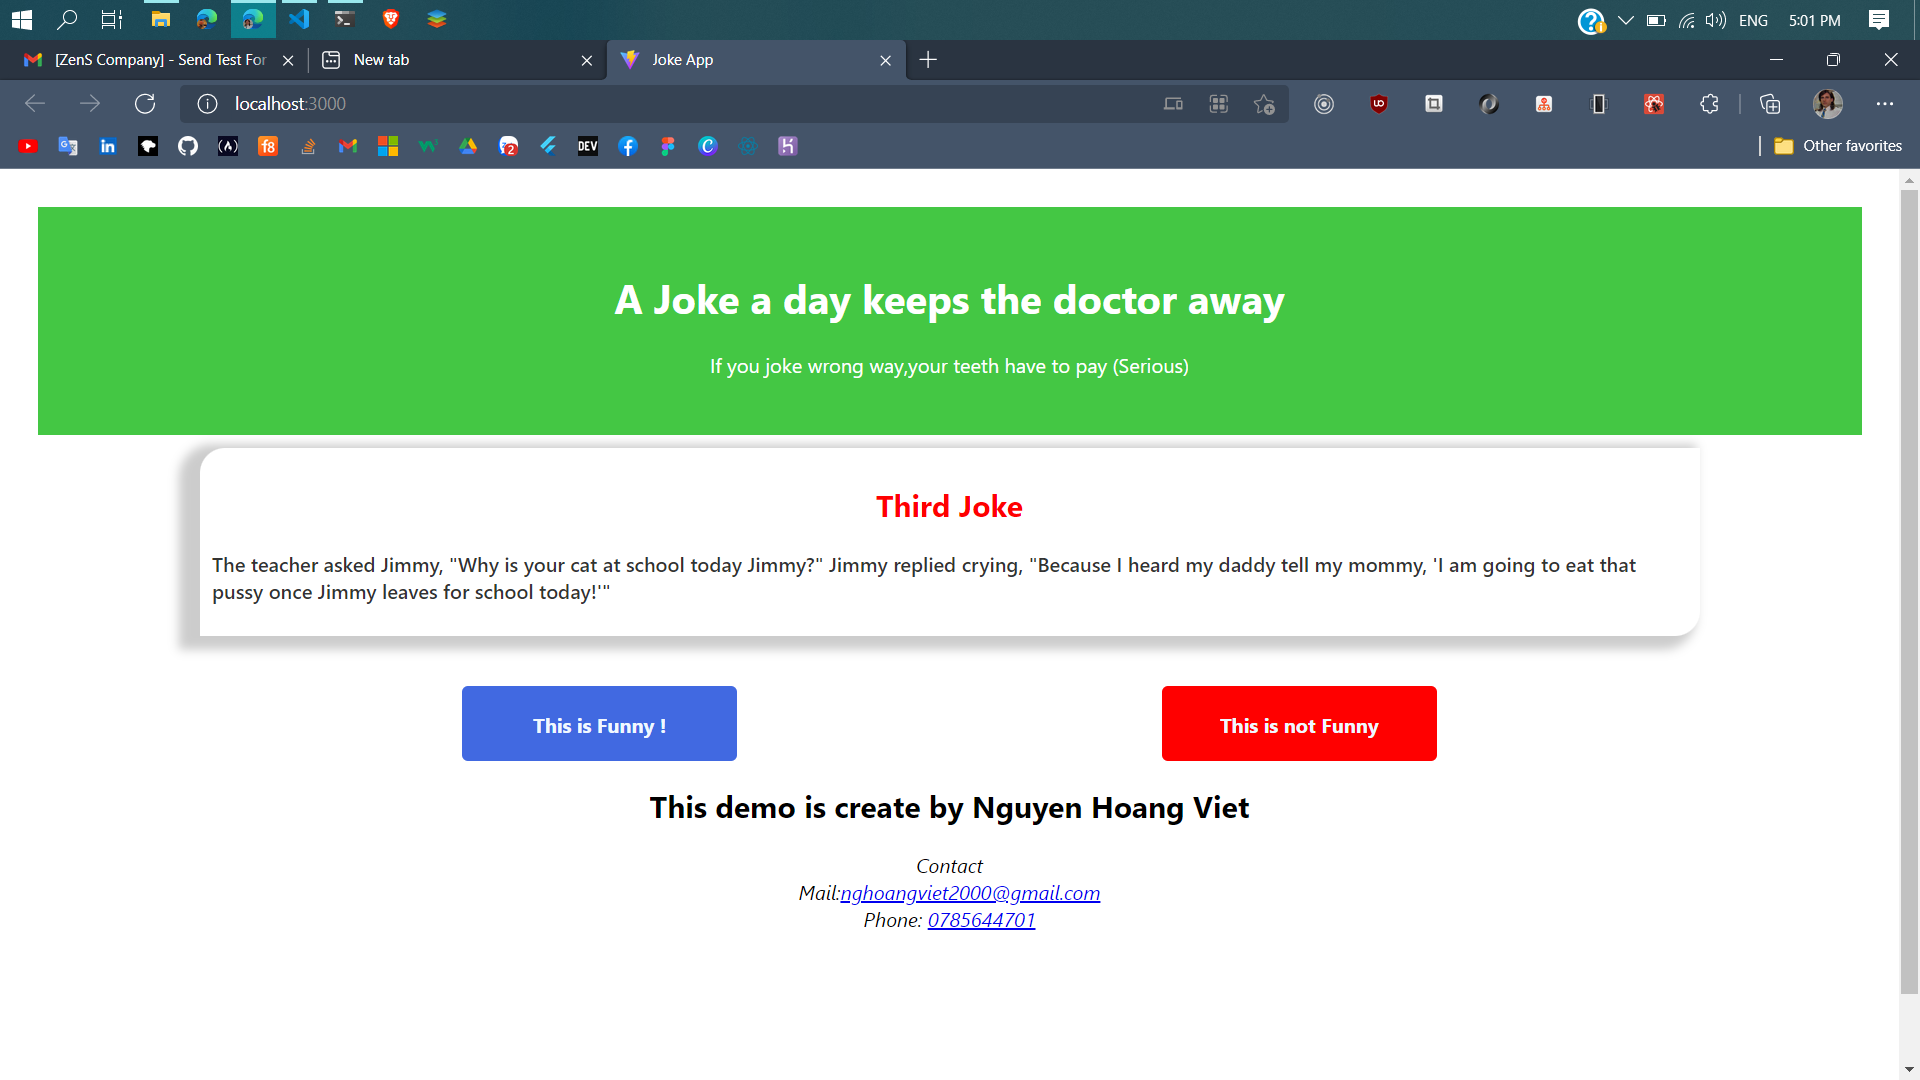 ENG 5:01 PM
[ZenS Company] - Send Test For
New tab
Joke App
localhost:3000
DEV
2
Other favorites
A Joke a day keeps the doctor away
If you joke wrong way,your teeth have to pay (Serious)
Third Joke
The teacher asked Jimmy, "Why is your cat at school today Jimmy?" Jimmy replied crying, "Because I heard my daddy tell my mommy, 'I am going to eat that
pussy once Jimmy leaves for school today!'"
This is Funny !
This is not Funny
This demo is create by Nguyen Hoang Viet
Contact
Mail:nghoangviet2000@gmail.com
Phone: 0785644701